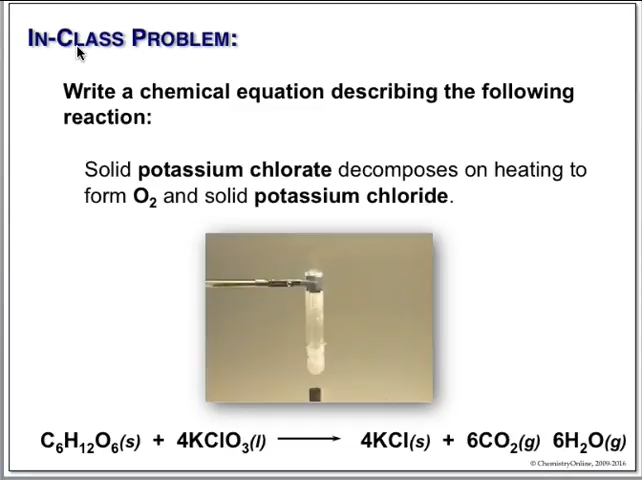 IN-CLASS PROBLEM:
Write a chemical equation describing the following
reaction:
Solid potassium chlorate decomposes on heating to
form O₂ and solid potassium chloride.
C₆H₁₂O₆(s) + 4KClO₃(l) ⟶ 4KCl(s) + 6CO₂(g) 6H₂O(g)
© ChemistryOnline, 2009-2016